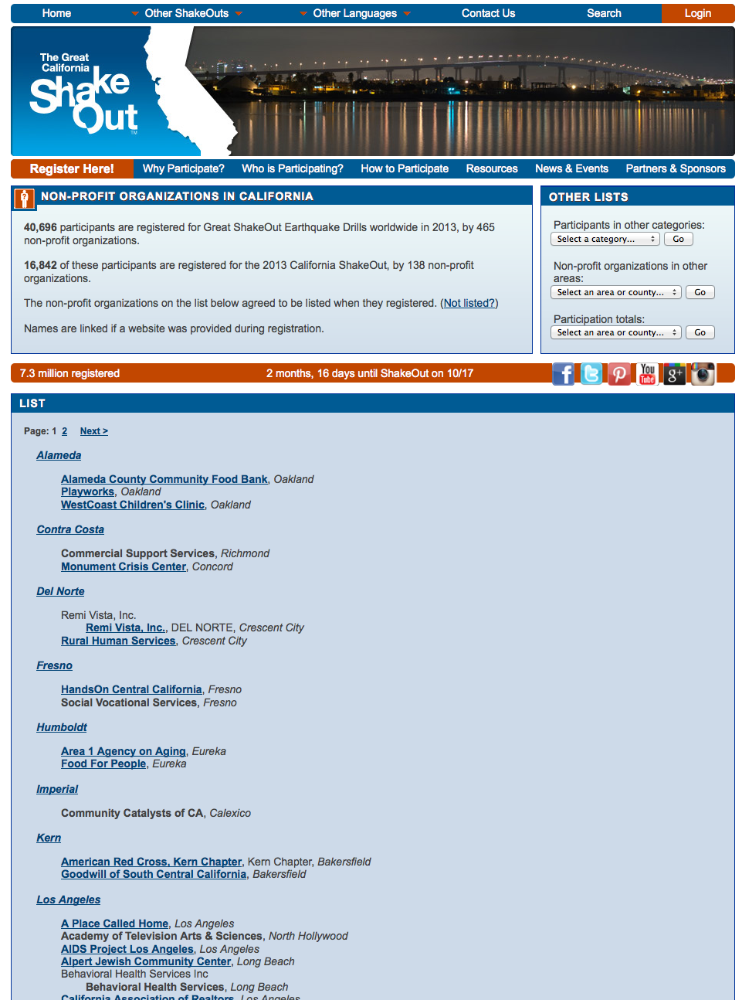 Home
Other ShakeOuts
Other Languages
Contact Us
Search
Login
The Great
California
Shake
Out
TM
Register Here!
Why Participate?
Who is Participating?
How to Participate
Resources
News & Events
Partners & Sponsors
NON-PROFIT ORGANIZATIONS IN CALIFORNIA
40,696 participants are registered for Great ShakeOut Earthquake Drills worldwide in 2013, by 465
non-profit organizations.
16,842 of these participants are registered for the 2013 California ShakeOut, by 138 non-profit
organizations.
The non-profit organizations on the list below agreed to be listed when they registered. (Not listed?)
Names are linked if a website was provided during registration.
OTHER LISTS
Participants in other categories:
Select a category... Go
Non-profit organizations in other
areas:
Select an area or county... Go
Participation totals:
Select an area or county... Go
7.3 million registered
2 months, 16 days until ShakeOut on 10/17
You
Tube
g+
LIST
Page: 1 2 Next >
Alameda
Alameda County Community Food Bank, Oakland
Playworks, Oakland
WestCoast Children's Clinic, Oakland
Contra Costa
Commercial Support Services, Richmond
Monument Crisis Center, Concord
Del Norte
Remi Vista, Inc.
Remi Vista, Inc., DEL NORTE, Crescent City
Rural Human Services, Crescent City
Fresno
HandsOn Central California, Fresno
Social Vocational Services, Fresno
Humboldt
Area 1 Agency on Aging, Eureka
Food For People, Eureka
Imperial
Community Catalysts of CA, Calexico
Kern
American Red Cross, Kern Chapter, Kern Chapter, Bakersfield
Goodwill of South Central California, Bakersfield
Los Angeles
A Place Called Home, Los Angeles
Academy of Television Arts & Sciences, North Hollywood
AIDS Project Los Angeles, Los Angeles
Alpert Jewish Community Center, Long Beach
Behavioral Health Services Inc
Behavioral Health Services, Long Beach
California Association of Realtors, Los Angeles